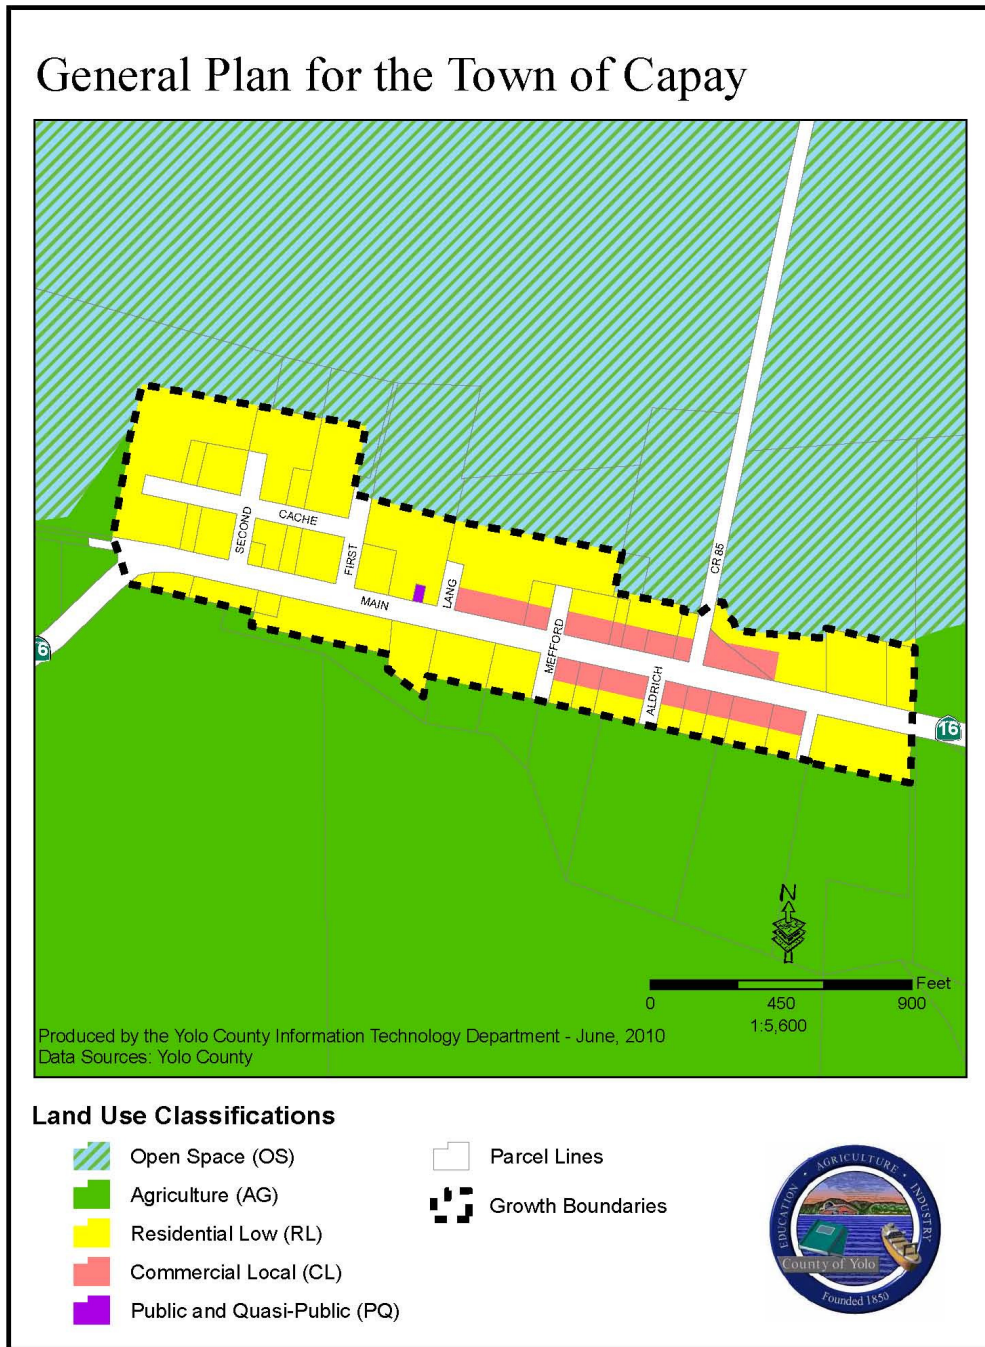 General Plan for the Town of Capay
CR 85
SECOND
CACHE
FIRST
MAIN
LANG
MEFFORD
ALDRICH
6
16
N
Feet
0 450 900
1:5,600
Produced by the Yolo County Information Technology Department - June, 2010
Data Sources: Yolo County
Land Use Classifications
Open Space (OS)
Agriculture (AG)
Residential Low (RL)
Commercial Local (CL)
Public and Quasi-Public (PQ)
Parcel Lines
Growth Boundaries
EDUCATION • AGRICULTURE • INDUSTRY
County of Yolo
Founded 1850